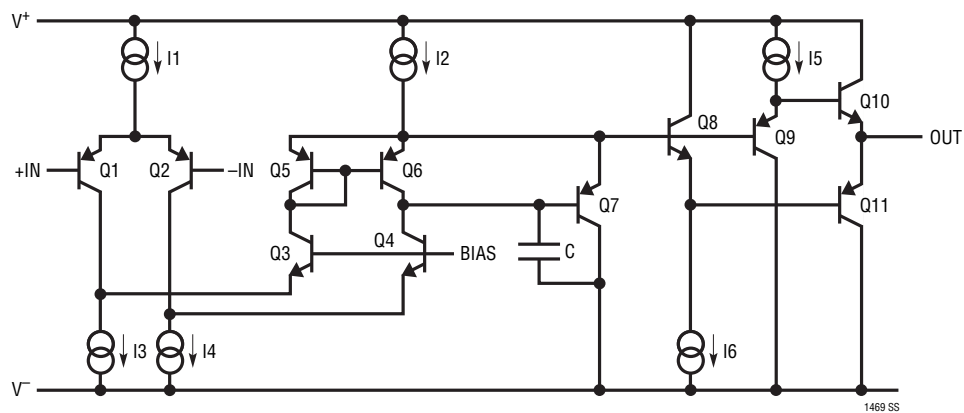 V+
I1
I2
I5
Q10
Q8
Q9
OUT
+IN
Q1
Q2
–IN
Q5
Q6
Q7
Q11
Q3
Q4
BIAS
C
I3
I4
I6
V–
1469 SS